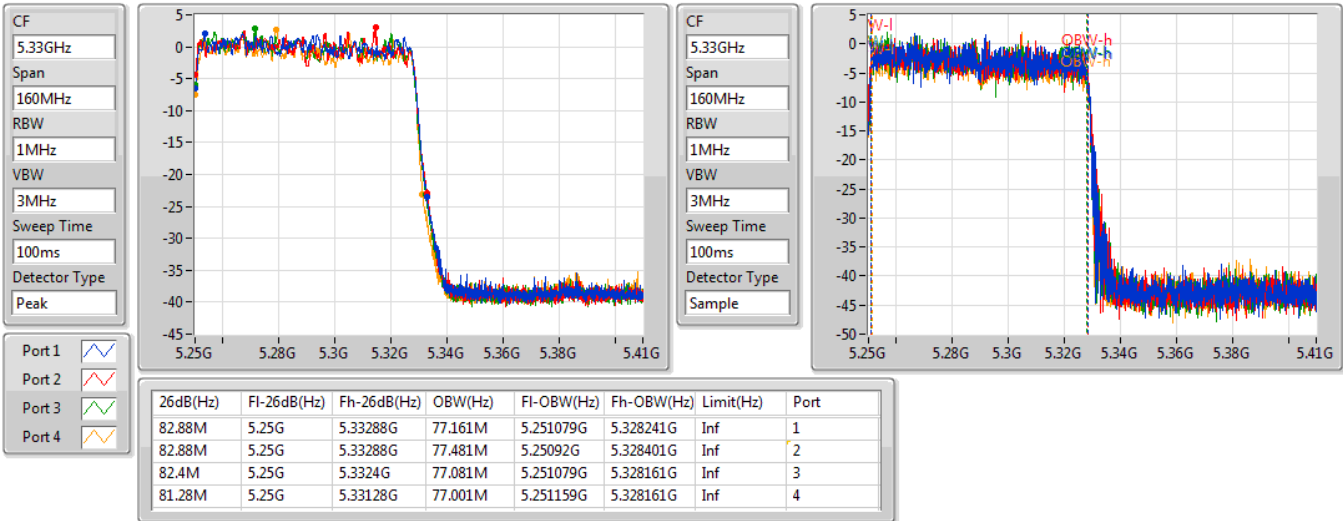 CF
5.33GHz
Span
160MHz
RBW
1MHz
VBW
3MHz
Sweep Time
100ms
Detector Type
Peak
5
0
-5
-10
-15
-20
-25
-30
-35
-40
-45
5.25G 5.28G 5.3G 5.32G 5.34G 5.36G 5.38G 5.41G
CF
5.33GHz
Span
160MHz
RBW
1MHz
VBW
3MHz
Sweep Time
100ms
Detector Type
Sample
5
0
-5
-10
-15
-20
-25
-30
-35
-40
-45
-50
W-l
OBW-h
OBW-h
OBW-h
5.25G 5.28G 5.3G 5.32G 5.34G 5.36G 5.38G 5.41G
Port 1
Port 2
Port 3
Port 4
26dB(Hz) Fl-26dB(Hz) Fh-26dB(Hz) OBW(Hz) Fl-OBW(Hz) Fh-OBW(Hz) Limit(Hz) Port
82.88M 5.25G 5.33288G 77.161M 5.251079G 5.328241G Inf 1
82.88M 5.25G 5.33288G 77.481M 5.25092G 5.328401G Inf 2
82.4M 5.25G 5.3324G 77.081M 5.251079G 5.328161G Inf 3
81.28M 5.25G 5.33128G 77.001M 5.251159G 5.328161G Inf 4